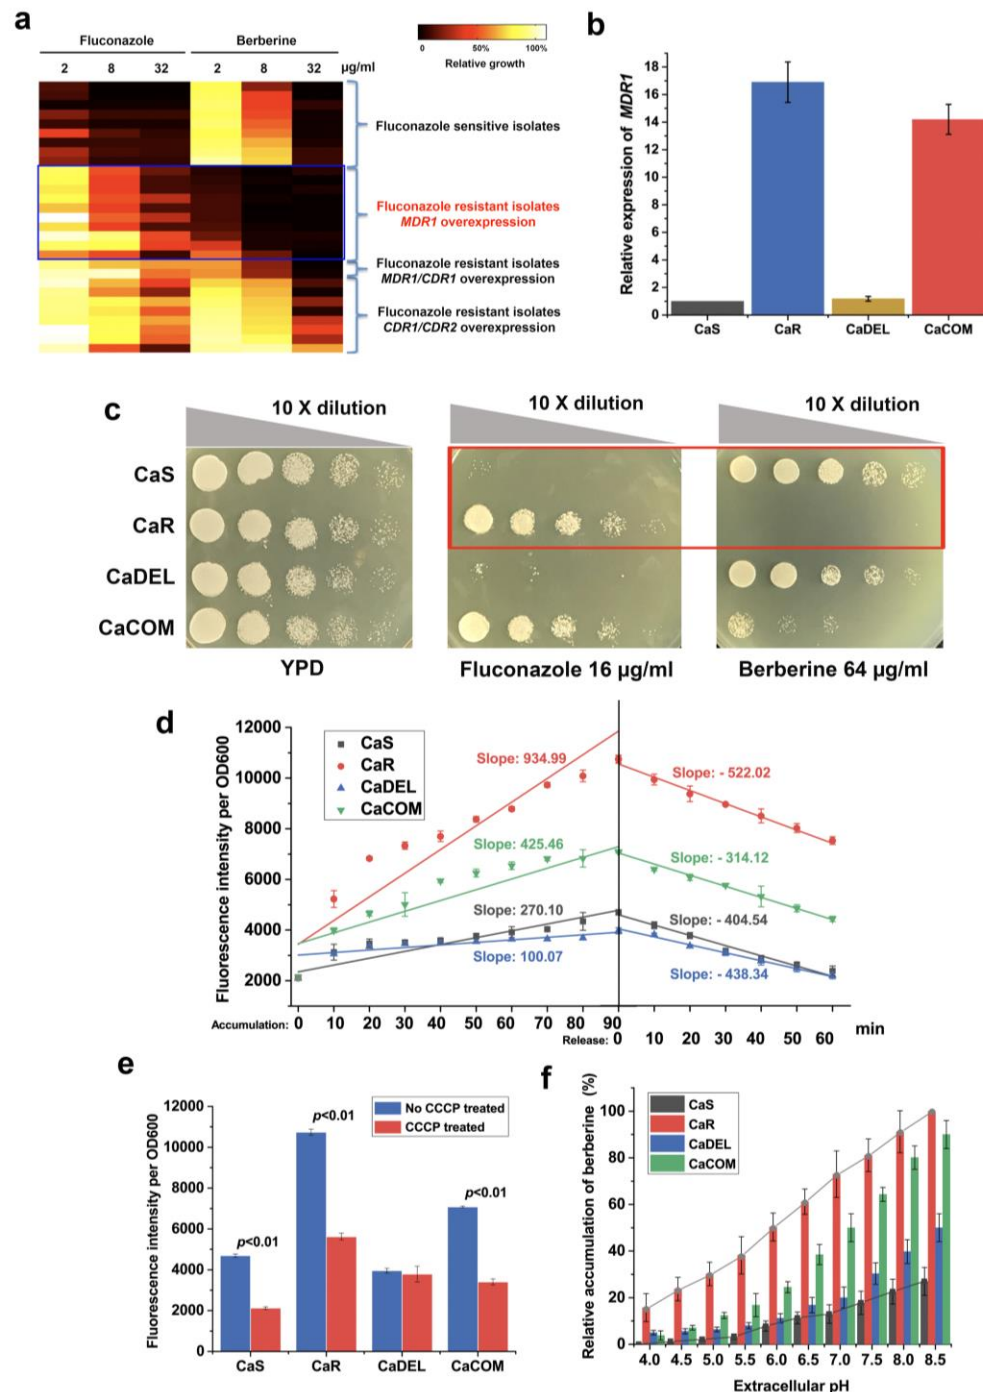 a
Fluconazole Berberine
2 8 32 2 8 32 µg/ml
0 50% 100%
Relative growth
Fluconazole sensitive isolates
Fluconazole resistant isolates
MDR1 overexpression
Fluconazole resistant isolates
MDR1/CDR1 overexpression
Fluconazole resistant isolates
CDR1/CDR2 overexpression
b
Relative expression of MDR1
18
16
14
12
10
8
6
4
2
0
CaS CaR CaDEL CaCOM
c
10 X dilution 10 X dilution 10 X dilution
CaS
CaR
CaDEL
CaCOM
YPD Fluconazole 16 µg/ml Berberine 64 µg/ml
d
Fluorescence intensity per OD600
12000
10000
8000
6000
4000
2000
CaS
CaR
CaDEL
CaCOM
Slope: 934.99
Slope: - 522.02
Slope: 425.46
Slope: - 314.12
Slope: 270.10
Slope: - 404.54
Slope: 100.07
Slope: - 438.34
Accumulation: 0 10 20 30 40 50 60 70 80 90
Release: 0 10 20 30 40 50 60 min
e
Fluorescence intensity per OD600
12000
10000
8000
6000
4000
2000
0
No CCCP treated
CCCP treated
p<0.01
p<0.01
p<0.01
CaS CaR CaDEL CaCOM
f
Relative accumulation of berberine (%)
100
80
60
40
20
0
CaS
CaR
CaDEL
CaCOM
4.0 4.5 5.0 5.5 6.0 6.5 7.0 7.5 8.0 8.5
Extracellular pH